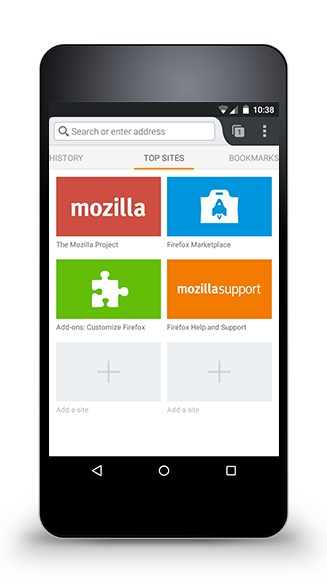 10:38
Search or enter address
1
HISTORY
TOP SITES
BOOKMARKS
mozilla
The Mozilla Project
Firefox Marketplace
Add-ons: Customize Firefox
mozillasupport
Firefox Help and Support
Add a site
Add a site